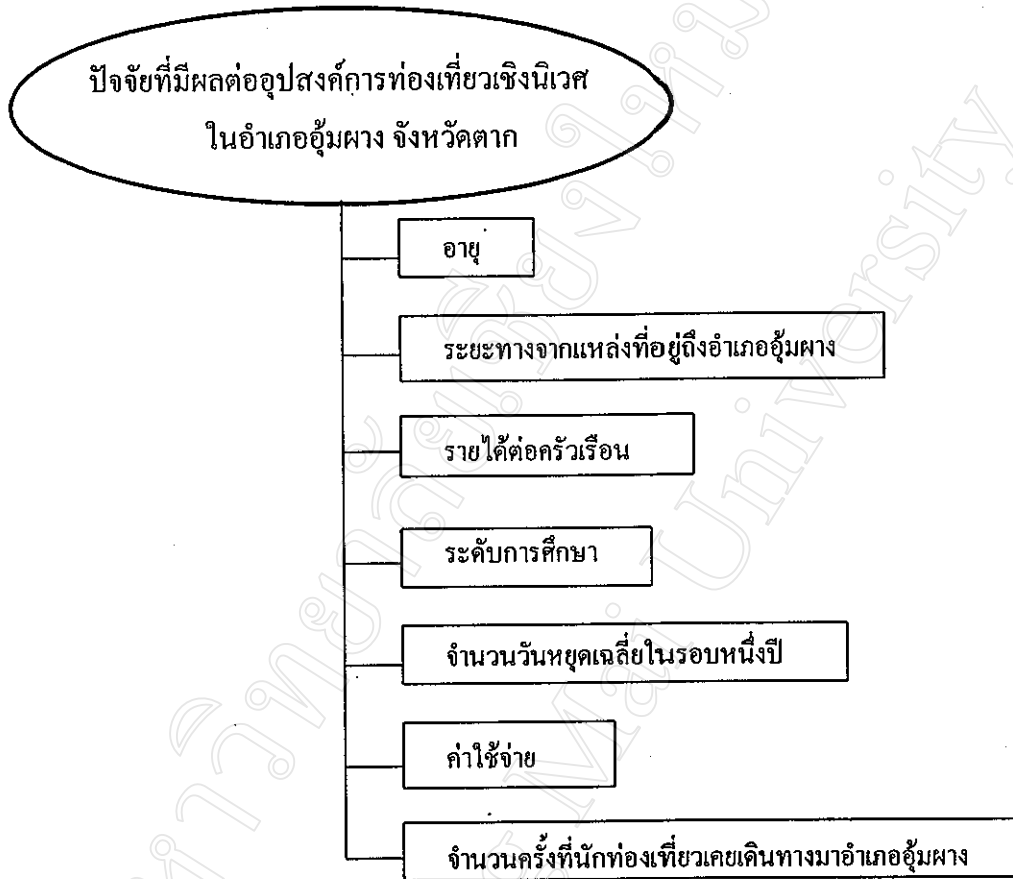 ปัจจัยที่มีผลต่ออุปสงค์การท่องเที่ยวเชิงนิเวศ
ในอำเภออุ้มผาง จังหวัดตาก
อายุ
ระยะทางจากแหล่งที่อยู่ถึงอำเภออุ้มผาง
รายได้ต่อครัวเรือน
ระดับการศึกษา
จำนวนวันหยุดเฉลี่ยในรอบหนึ่งปี
ค่าใช้จ่าย
จำนวนครั้งที่นักท่องเที่ยวเคยเดินทางมาอำเภออุ้มผาง
Mai University